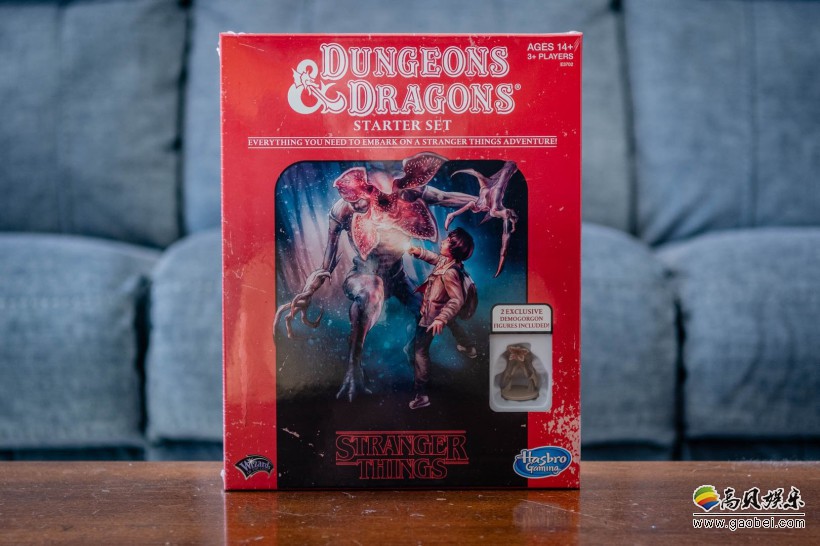 DUNGEONS
& DRAGONS®
STARTER SET
EVERYTHING YOU NEED TO EMBARK ON A STRANGER THINGS ADVENTURE!
AGES 14+
3+ PLAYERS
2 EXCLUSIVE
DEMOGORGON
FIGURES INCLUDED!
STRANGER
THINGS
Wizards
Hasbro
Gaming
高贝娱乐
www.gaobei.com